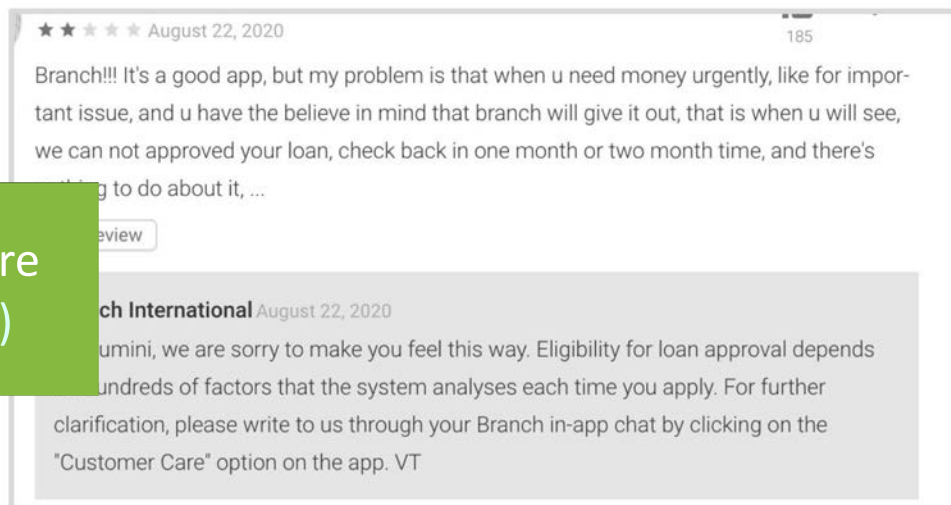 August 22, 2020
185
Branch!!! It's a good app, but my problem is that when u need money urgently, like for impor-
tant issue, and u have the believe in mind that branch will give it out, that is when u will see,
we can not approved your loan, check back in one month or two month time, and there's
to do about it, ...
re
)
International August 22, 2020
we are sorry to make you feel this way. Eligibility for loan approval depends
of factors that the system analyses each time you apply. For further
clarification, please write to us through your Branch in-app chat by clicking on the
"Customer Care" option on the app. VT